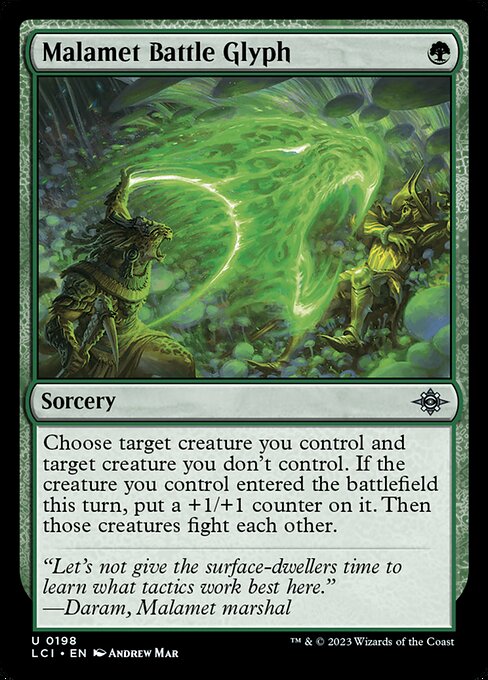 Malamet Battle Glyph
Sorcery
Choose target creature you control and
target creature you don't control. If the
creature you control entered the battlefield
this turn, put a +1/+1 counter on it. Then
those creatures fight each other.
“Let's not give the surface-dwellers time to
learn what tactics work best here.”
—Daram, Malamet marshal
U 0198
LCI • EN Andrew Mar
™ & © 2023 Wizards of the Coast